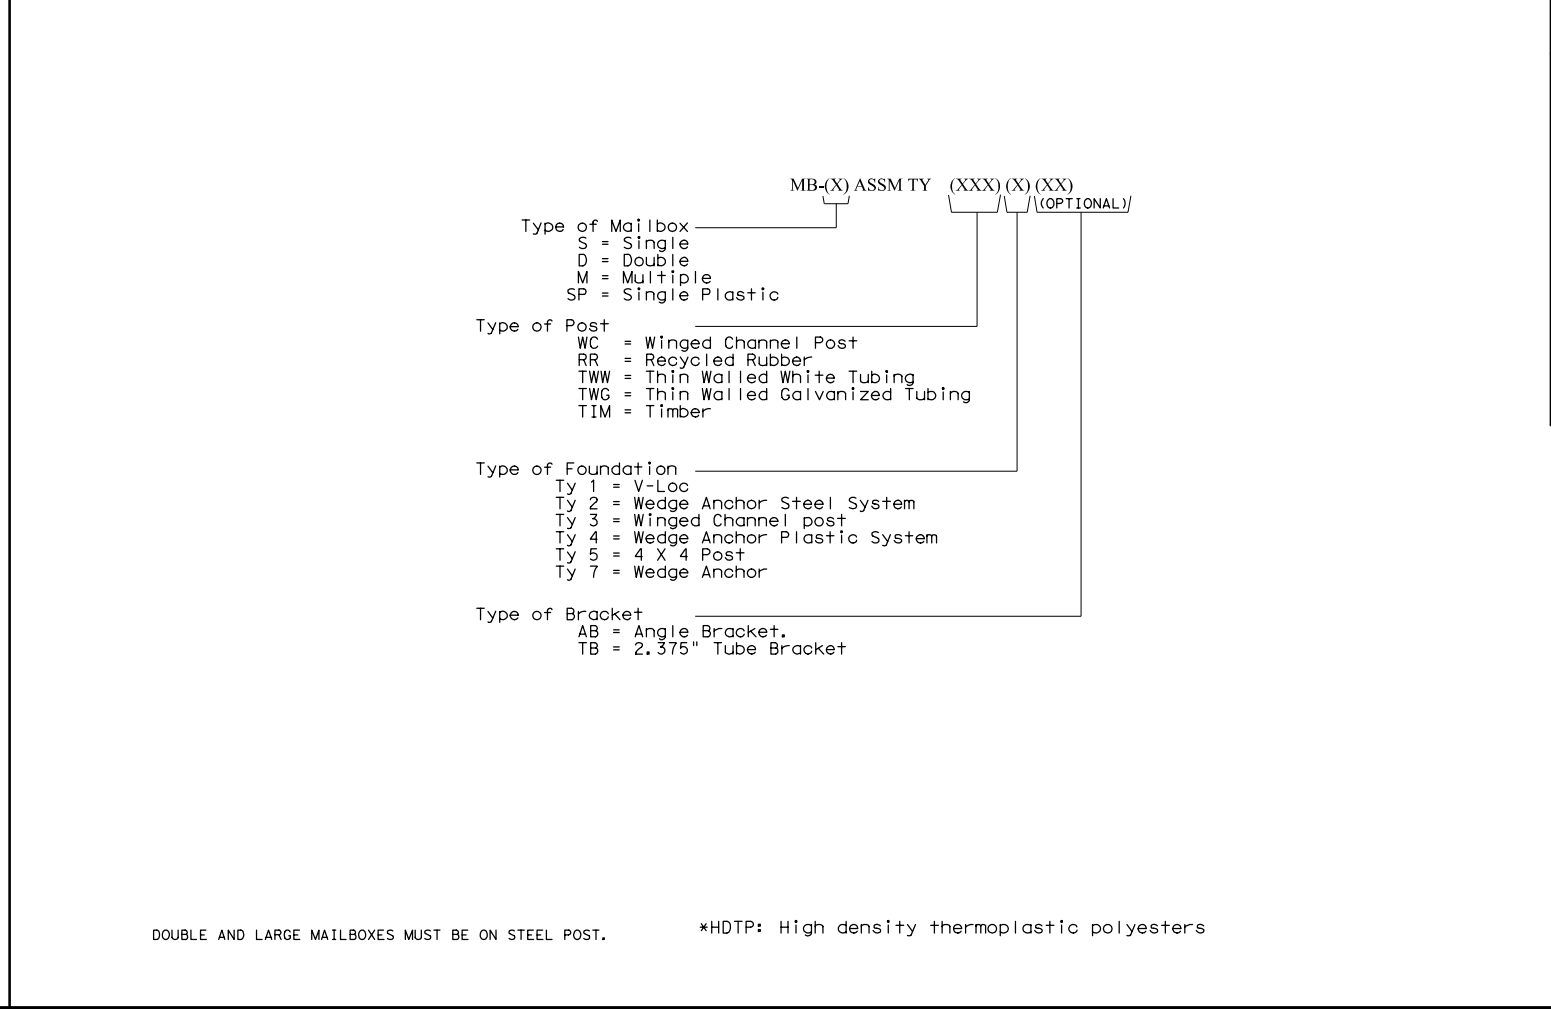 MB-(X) ASSM TY (XXX) (X) (XX)
(OPTIONAL)
Type of Mailbox
S = Single
D = Double
M = Multiple
SP = Single Plastic
Type of Post
WC = Winged Channel Post
RR = Recycled Rubber
TWW = Thin Walled White Tubing
TWG = Thin Walled Galvanized Tubing
TIM = Timber
Type of Foundation
Ty 1 = V-Loc
Ty 2 = Wedge Anchor Steel System
Ty 3 = Winged Channel post
Ty 4 = Wedge Anchor Plastic System
Ty 5 = 4 X 4 Post
Ty 7 = Wedge Anchor
Type of Bracket
AB = Angle Bracket.
TB = 2.375" Tube Bracket
DOUBLE AND LARGE MAILBOXES MUST BE ON STEEL POST.
*HDTP: High density thermoplastic polyesters